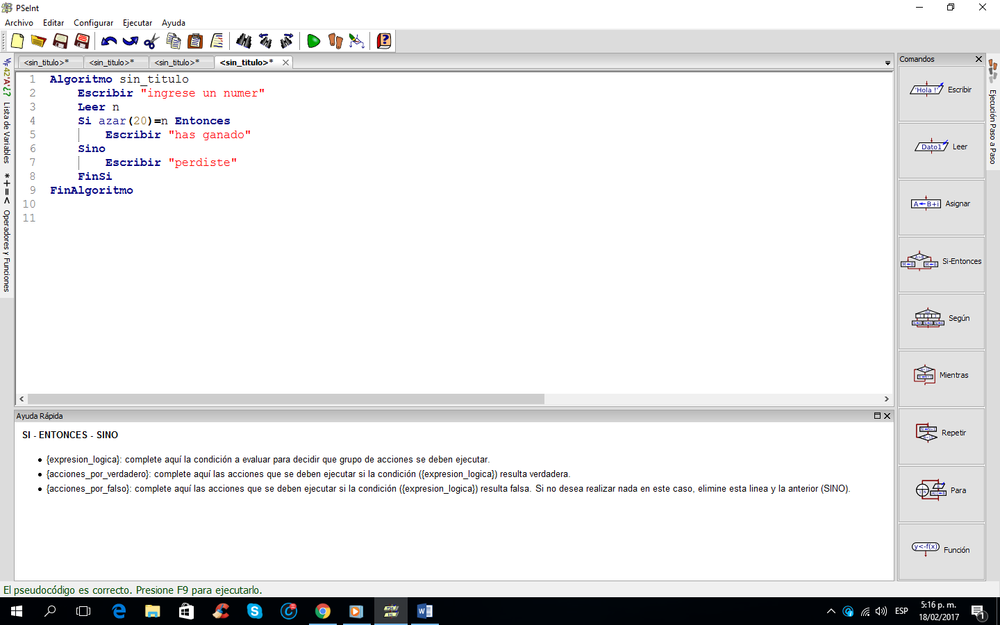 PSeInt
Archivo Editar Configurar Ejecutar Ayuda
<sin_titulo>* <sin_titulo>* <sin_titulo>* <sin_titulo>*
Comandos
1 Algoritmo sin_titulo
2 Escribir "ingrese un numer"
3 Leer n
4 Si azar(20)=n Entonces
5 Escribir "has ganado"
6 Sino
7 Escribir "perdiste"
8 FinSi
9 FinAlgoritmo
10
11
Lista de Variables
*+=< Operadores y Funciones
'Hola !' Escribir
Dato1 Leer
A←B+i Asignar
Si-Entonces
Según
Mientras
Repetir
Para
y<-f(x) Función
Ejecución Paso a Paso
Ayuda Rápida
SI - ENTONCES - SINO
• {expresion_logica}: complete aquí la condición a evaluar para decidir que grupo de acciones se deben ejecutar.
• {acciones_por_verdadero}: complete aquí las acciones que se deben ejecutar si la condición ({expresion_logica}) resulta verdadera.
• {acciones_por_falso}: complete aquí las acciones que se deben ejecutar si la condición ({expresion_logica}) resulta falsa. Si no desea realizar nada en este caso, elimine esta linea y la anterior (SINO).
El pseudocódigo es correcto. Presione F9 para ejecutarlo.
ESP
5:16 p. m.
18/02/2017
1